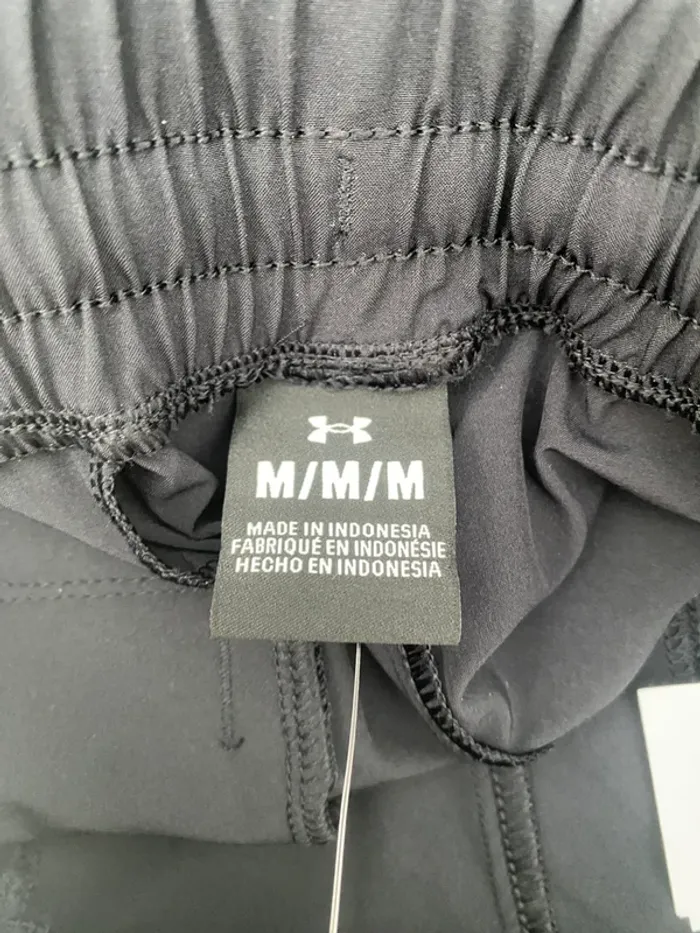 M/M/M
MADE IN INDONESIA
FABRIQUÉ EN INDONÉSIE
HECHO EN INDONESIA